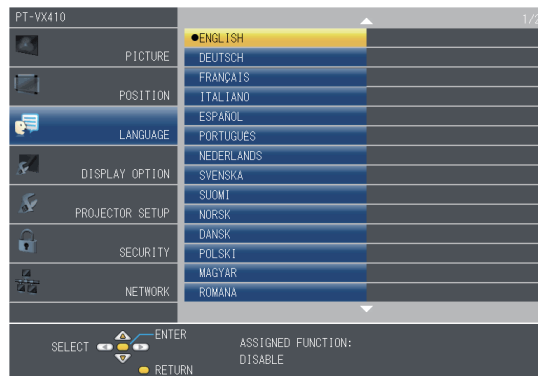 PT-VX410
1/2
PICTURE
POSITION
LANGUAGE
DISPLAY OPTION
PROJECTOR SETUP
SECURITY
NETWORK
ENGLISH
DEUTSCH
FRANÇAIS
ITALIANO
ESPAÑOL
PORTUGUÊS
NEDERLANDS
SVENSKA
SUOMI
NORSK
DANSK
POLSKI
MAGYAR
ROMANA
SELECT
ENTER
RETURN
ASSIGNED FUNCTION:
DISABLE